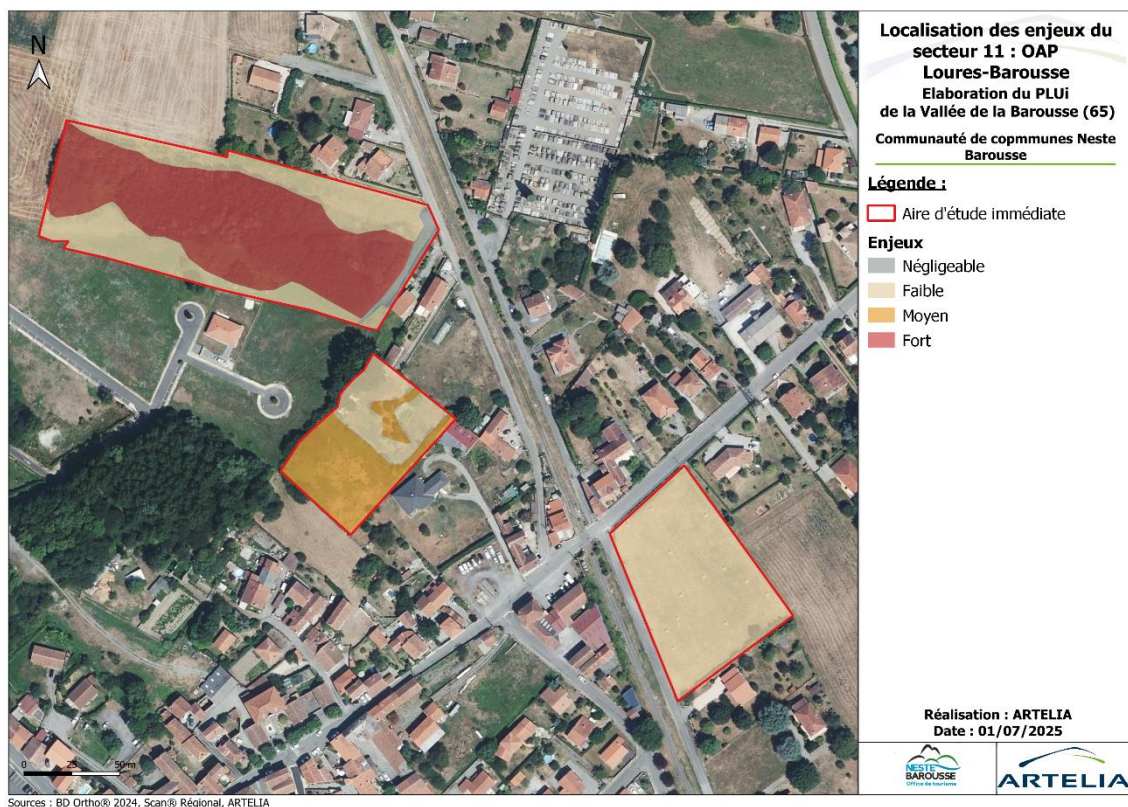 N
Localisation des enjeux du
secteur 11 : OAP
Loures-Barousse
Elaboration du PLUi
de la Vallée de la Barousse (65)
Communauté de copmmunes Neste
Barousse
Légende :
Aire d'étude immédiate
Enjeux
Négligeable
Faible
Moyen
Fort
Réalisation : ARTELIA
Date : 01/07/2025
NESTE
BAROUSSE
Office de tourisme
ARTELIA
0 25 50 m
Sources : BD Ortho® 2024, Scan® Régional, ARTELIA